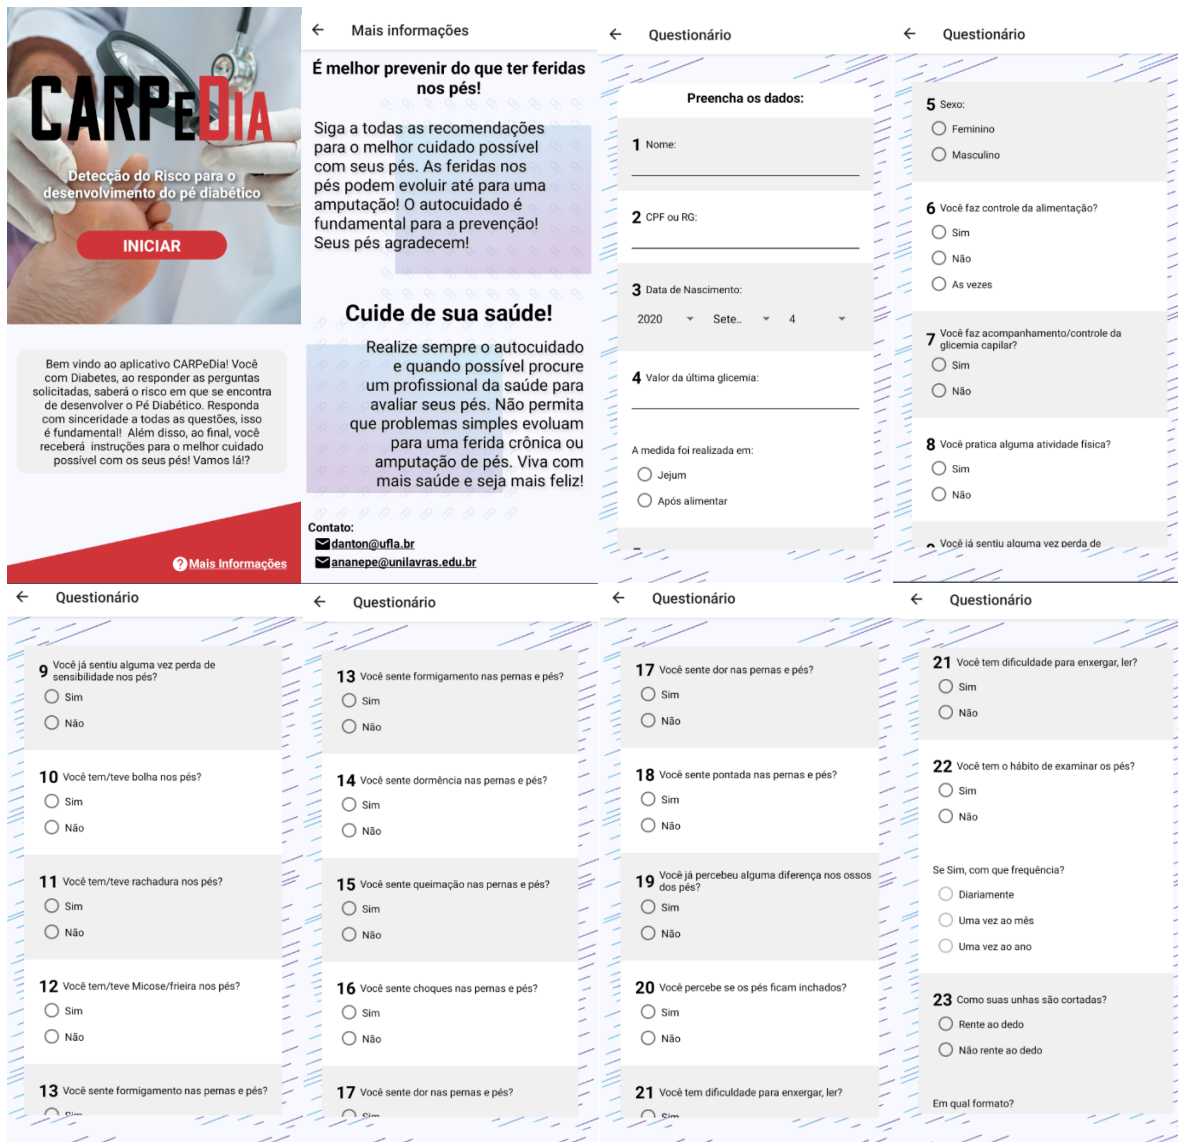 CARPeDia
Detecção do Risco para o
desenvolvimento do pé diabético
INICIAR
Bem vindo ao aplicativo CARPeDia! Você
com Diabetes, ao responder as perguntas
solicitadas, saberá o risco em que se encontra
de desenvolver o Pé Diabético. Responda
com sinceridade a todas as questões, isso
é fundamental! Além disso, ao final, você
receberá instruções para o melhor cuidado
possível com os seus pés! Vamos lá!?
Mais Informações
Mais informações
É melhor prevenir do que ter feridas
nos pés!
Siga a todas as recomendações
para o melhor cuidado possível
com seus pés. As feridas nos
pés podem evoluir até para uma
amputação! O autocuidado é
fundamental para a prevenção!
Seus pés agradecem!
Cuide de sua saúde!
Realize sempre o autocuidado
e quando possível procure
um profissional da saúde para
avaliar seus pés. Não permita
que problemas simples evoluam
para uma ferida crônica ou
amputação de pés. Viva com
mais saúde e seja mais feliz!
Contato:
danton@ufla.br
ananepe@unilavras.edu.br
Questionário
Preencha os dados:
1 Nome:
2 CPF ou RG:
3 Data de Nascimento:
2020 Sete.. 4
4 Valor da última glicemia:
A medida foi realizada em:
Jejum
Após alimentar
Questionário
5 Sexo:
Feminino
Masculino
6 Você faz controle da alimentação?
Sim
Não
As vezes
7 Você faz acompanhamento/controle da
glicemia capilar?
Sim
Não
8 Você pratica alguma atividade física?
Sim
Não
9 Você já sentiu alguma vez perda de
Questionário
9 Você já sentiu alguma vez perda de
sensibilidade nos pés?
Sim
Não
10 Você tem/teve bolha nos pés?
Sim
Não
11 Você tem/teve rachadura nos pés?
Sim
Não
12 Você tem/teve Micose/frieira nos pés?
Sim
Não
13 Você sente formigamento nas pernas e pés?
Sim
Questionário
13 Você sente formigamento nas pernas e pés?
Sim
Não
14 Você sente dormência nas pernas e pés?
Sim
Não
15 Você sente queimação nas pernas e pés?
Sim
Não
16 Você sente choques nas pernas e pés?
Sim
Não
17 Você sente dor nas pernas e pés?
Sim
Questionário
17 Você sente dor nas pernas e pés?
Sim
Não
18 Você sente pontada nas pernas e pés?
Sim
Não
19 Você já percebeu alguma diferença nos ossos
dos pés?
Sim
Não
20 Você percebe se os pés ficam inchados?
Sim
Não
21 Você tem dificuldade para enxergar, ler?
Sim
Questionário
21 Você tem dificuldade para enxergar, ler?
Sim
Não
22 Você tem o hábito de examinar os pés?
Sim
Não
Se Sim, com que frequência?
Diariamente
Uma vez ao mês
Uma vez ao ano
23 Como suas unhas são cortadas?
Rente ao dedo
Não rente ao dedo
Em qual formato?